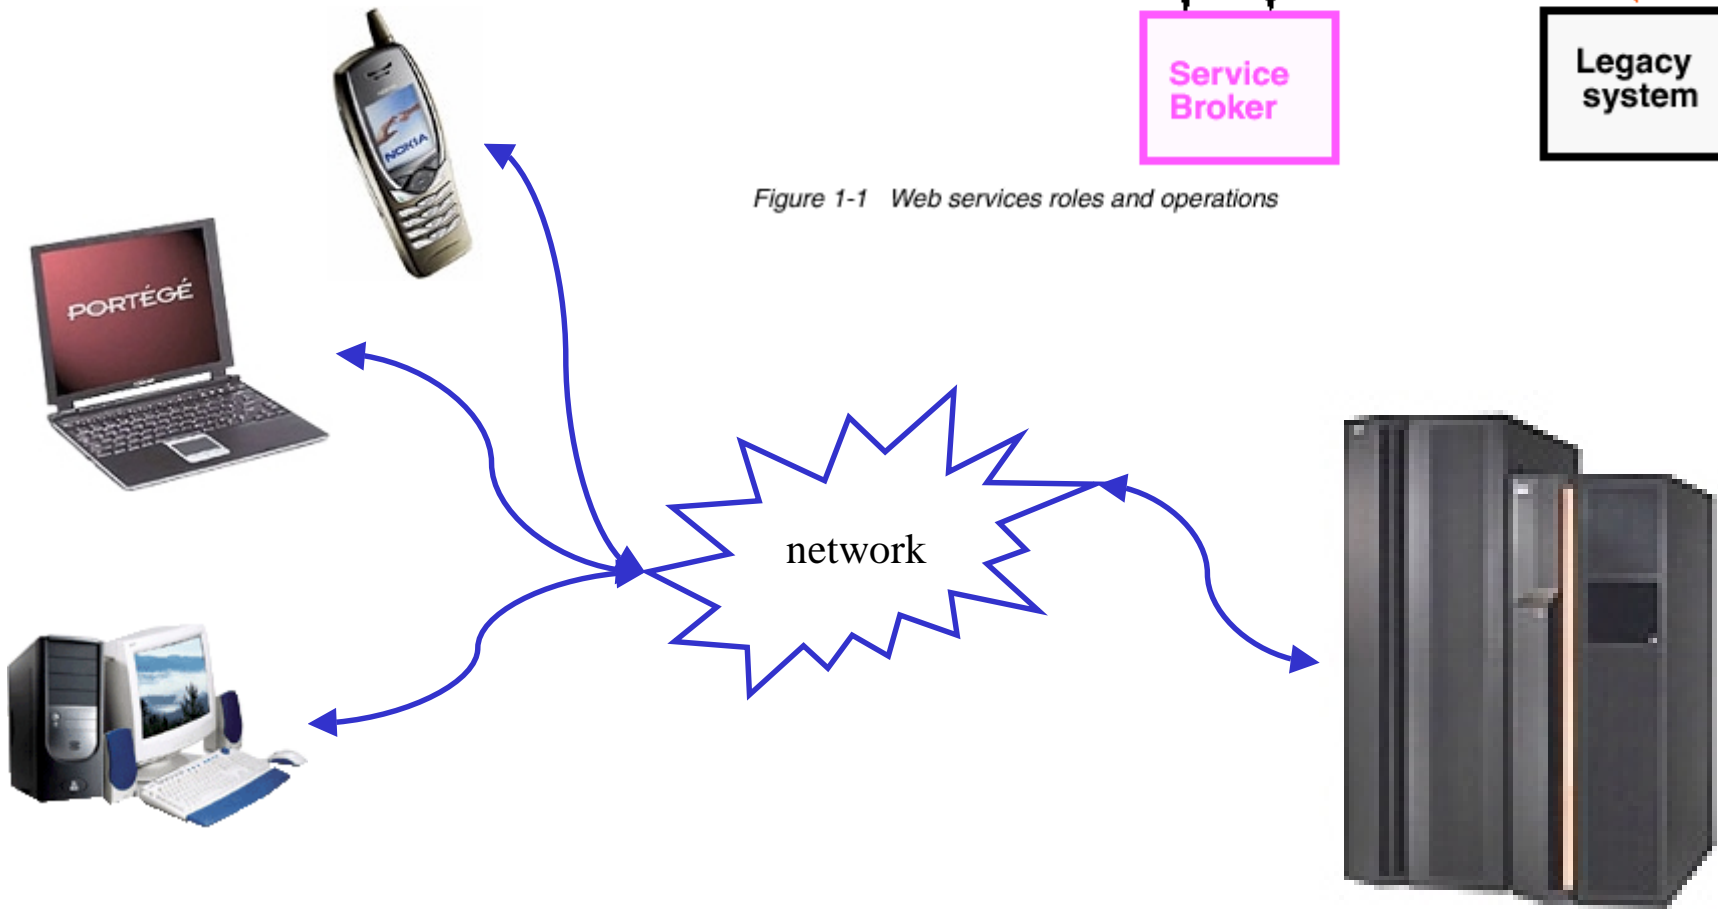 Service
Broker
Legacy
system
Figure 1-1 Web services roles and operations
NOKIA
PORTÉGÉ
network